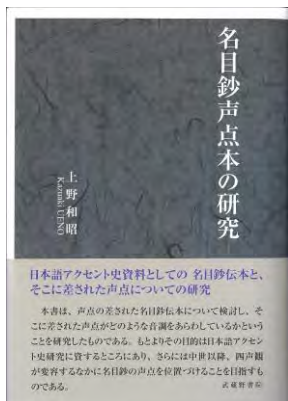 名目鈔声点本の研究
上野和昭
Kazuaki UENO
日本語アクセント史資料としての 名目鈔伝本と、
そこに差された声点についての研究
本書は、声点の差された名目鈔伝本について検討し、そ
こに差された声点がどのような音調をあらわしているかという
ことを研究したものである。もとよりその目的は日本語アクセン
ト史研究に資するところにあり、さらには中世以降、四声観
が変容するなかに名目鈔の声点を位置づけることを目指すも
のである。
武蔵野書院